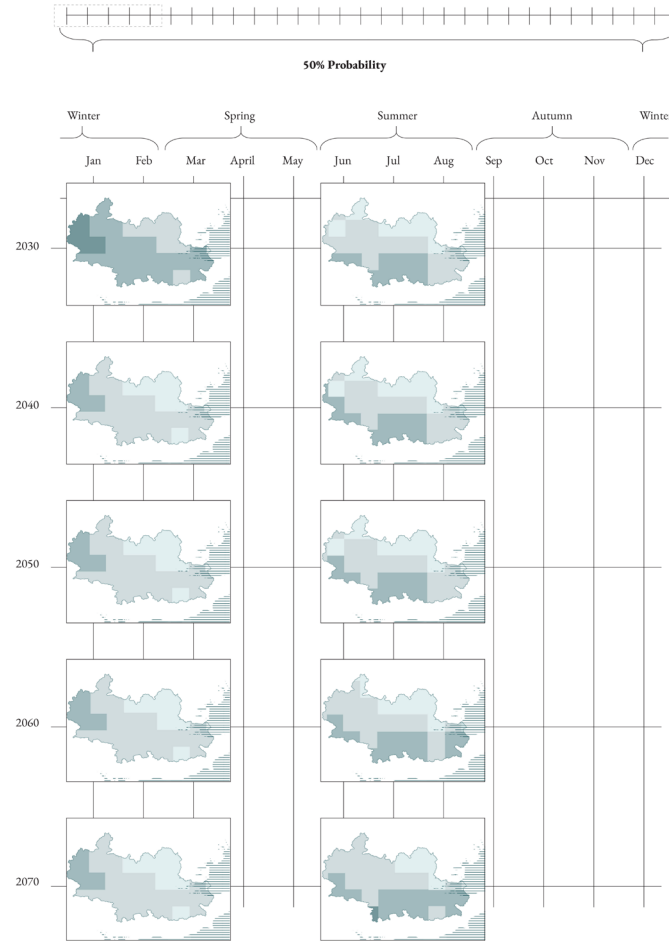 50% Probability
Winter Spring Summer Autumn Winte
Jan Feb Mar April May Jun Jul Aug Sep Oct Nov Dec
2030
2040
2050
2060
2070